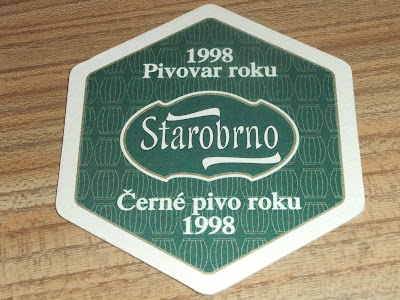 1998
Pivovar roku
Starobrno
Černé pivo roku
1998